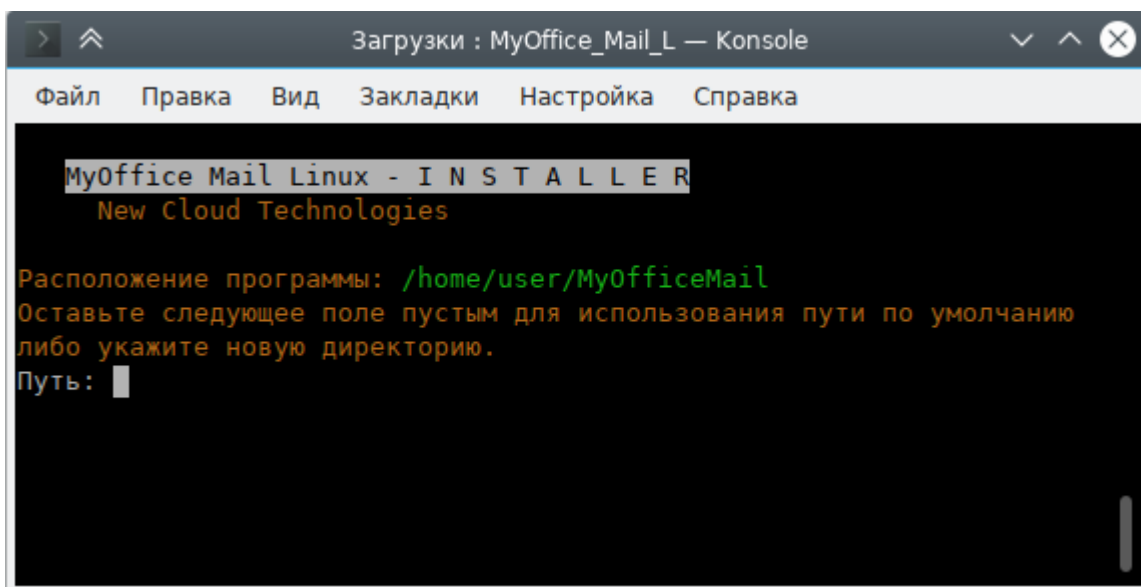 Загрузки : MyOffice_Mail_L — Konsole
Файл Правка Вид Закладки Настройка Справка
MyOffice Mail Linux - I N S T A L L E R
New Cloud Technologies
Расположение программы: /home/user/MyOfficeMail
Оставьте следующее поле пустым для использования пути по умолчанию
либо укажите новую директорию.
Путь: